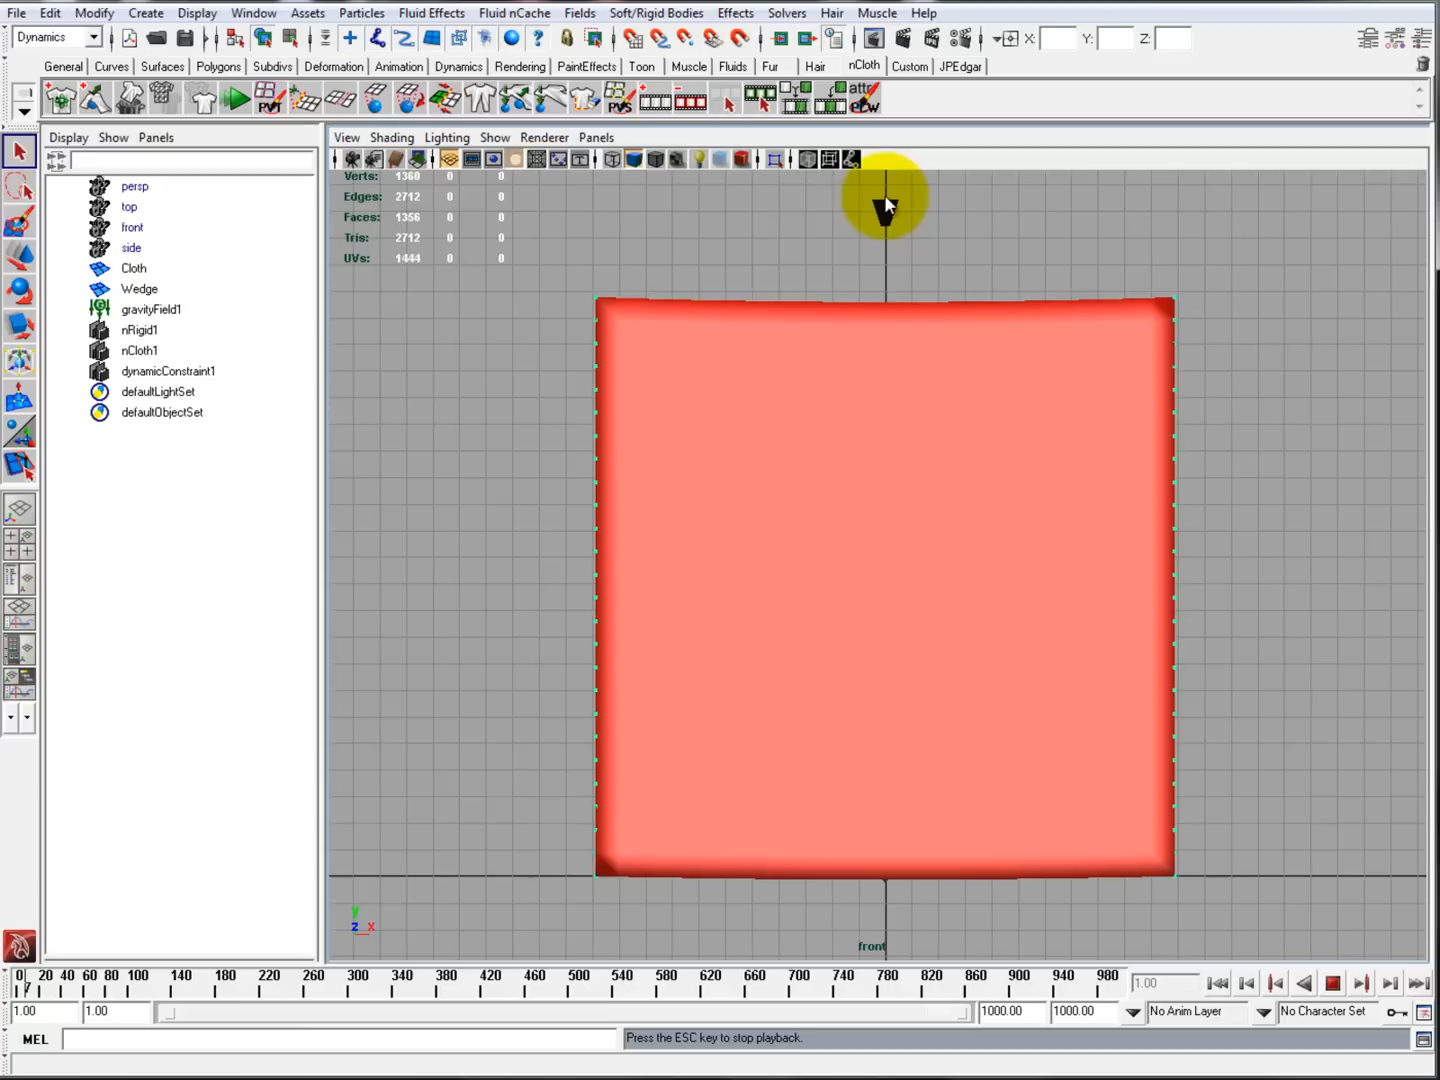 File Edit Modify Create Display Window Assets Particles Fluid Effects Fluid nCache Fields Soft/Rigid Bodies Effects Solvers Hair Muscle Help
Dynamics X: Y: Z:
General Curves Surfaces Polygons Subdivs Deformation Animation Dynamics Rendering PaintEffects Toon Muscle Fluids Fur Hair nCloth Custom JPEdgar
PVI PVS attr PCW
Display Show Panels
View Shading Lighting Show Renderer Panels
persp
top
front
side
Cloth
Wedge
gravityField1
nRigid1
nCloth1
dynamicConstraint1
defaultLightSet
defaultObjectSet
Verts: 1360 0 0
Edges: 2712 0 0
Faces: 1356 0 0
Tris: 2712 0 0
UVs: 1444 0 0
y
z x
front
0 20 40 60 80 100 140 180 220 260 300 340 380 420 460 500 540 580 620 660 700 740 780 820 860 900 940 980
7
1.00
1.00 1.00 1000.00 1000.00 No Anim Layer No Character Set
MEL Press the ESC key to stop playback.